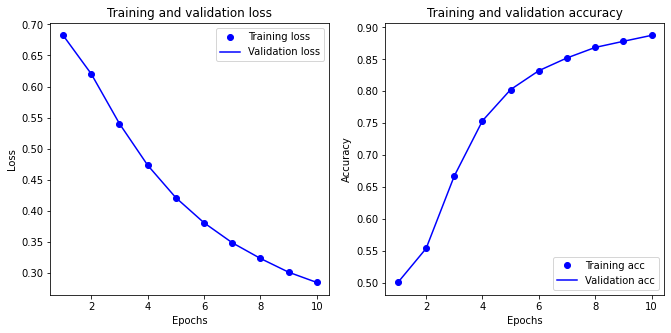 Training and validation loss
0.70
0.65
0.60
0.55
0.50
0.45
0.40
0.35
0.30
Loss
Training loss
Validation loss
2 4 6 8 10
Epochs
Training and validation accuracy
0.90
0.85
0.80
0.75
0.70
0.65
0.60
0.55
0.50
Accuracy
Training acc
Validation acc
2 4 6 8 10
Epochs